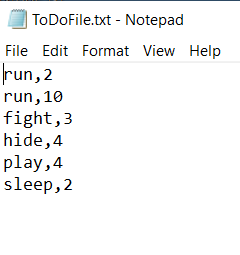 ToDoFile.txt - Notepad
File Edit Format View Help
run,2
run,10
fight,3
hide,4
play,4
sleep,2